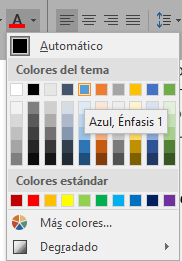 A
Automático
Colores del tema
Azul, Énfasis 1
Colores estándar
Más colores...
Degradado